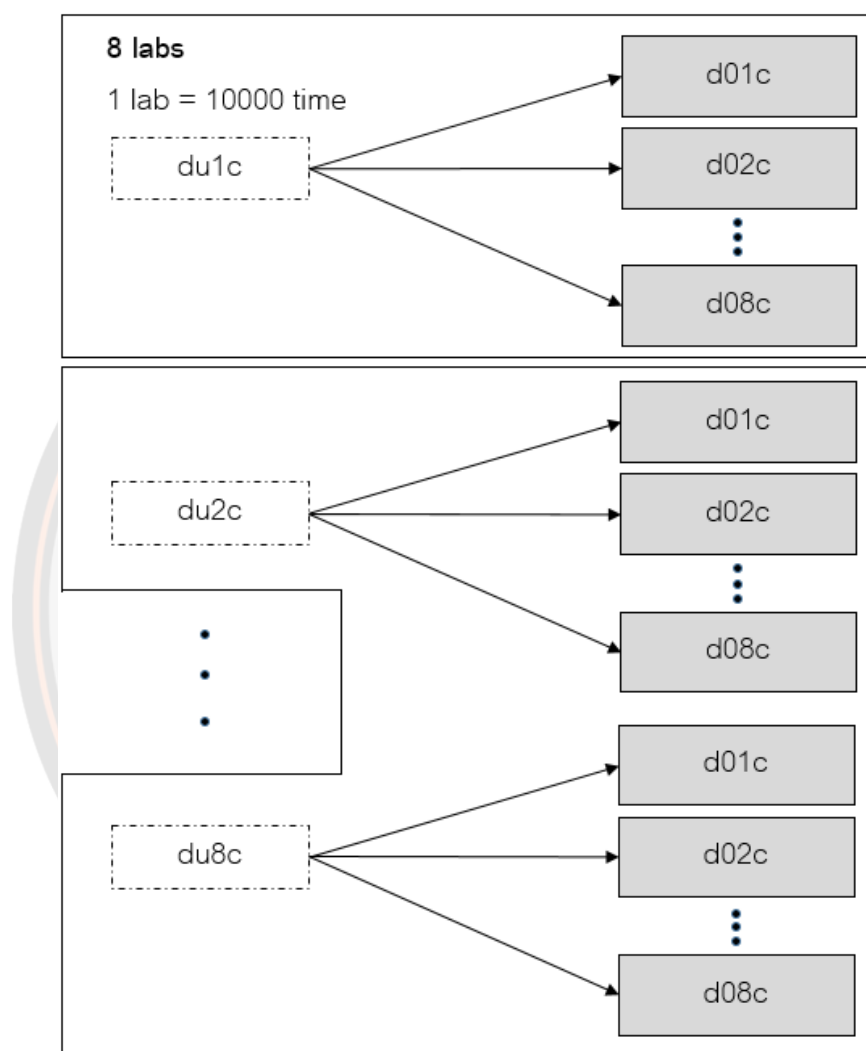 8 labs
1 lab = 10000 time
du1c
d01c
d02c
d08c
du2c
d01c
d02c
d08c
du8c
d01c
d02c
d08c